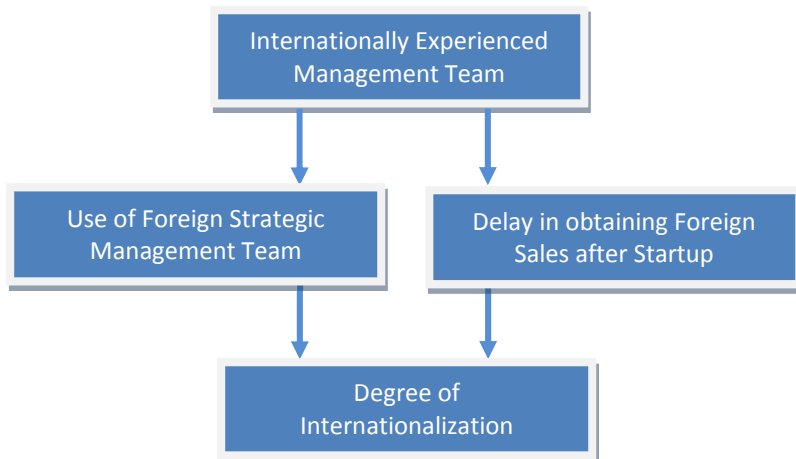 Internationally Experienced
Management Team
Use of Foreign Strategic
Management Team
Delay in obtaining Foreign
Sales after Startup
Degree of
Internationalization